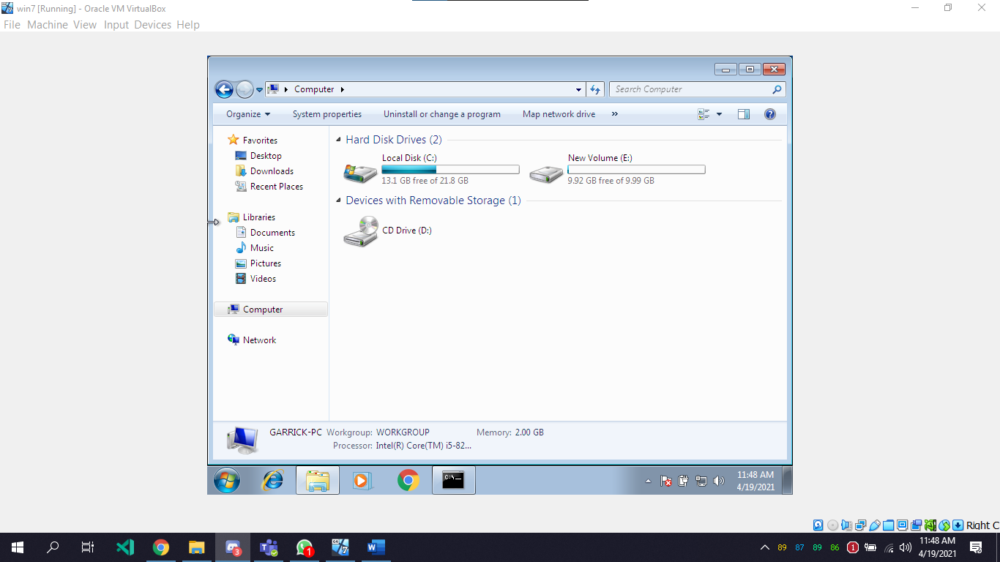 win7 [Running] - Oracle VM VirtualBox
File Machine View Input Devices Help
Computer
Search Computer
Organize System properties Uninstall or change a program Map network drive »
Favorites
Desktop
Downloads
Recent Places
Libraries
Documents
Music
Pictures
Videos
Computer
Network
Hard Disk Drives (2)
Local Disk (C:)
13.1 GB free of 21.8 GB
New Volume (E:)
9.92 GB free of 9.99 GB
Devices with Removable Storage (1)
CD Drive (D:)
GARRICK-PC Workgroup: WORKGROUP Memory: 2.00 GB
Processor: Intel(R) Core(TM) i5-82...
C:\_
11:48 AM
4/19/2021
Right C
3 1 64 7 W 89 87 89 86 1
11:48 AM
4/19/2021